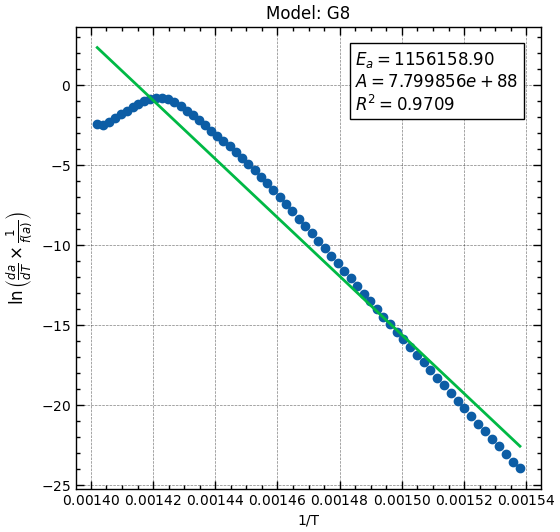 Model: G8
E_a = 1156158.90
A = 7.799856e + 88
R^2 = 0.9709
ln (da/dT × 1/f(a))
0
−5
−10
−15
−20
−25
0.00140 0.00142 0.00144 0.00146 0.00148 0.00150 0.00152 0.00154
1/T